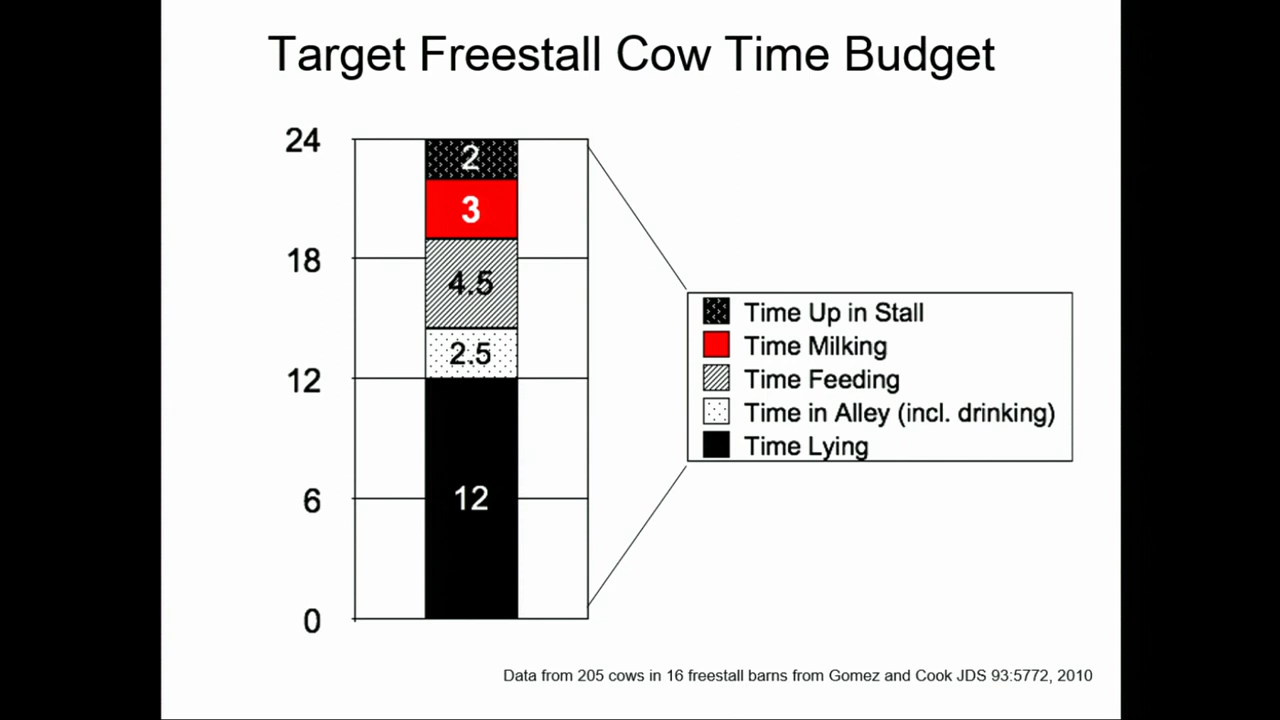 Target Freestall Cow Time Budget
24
18
12
6
0
2
3
4.5
2.5
12
Time Up in Stall
Time Milking
Time Feeding
Time in Alley (incl. drinking)
Time Lying
Data from 205 cows in 16 freestall barns from Gomez and Cook JDS 93:5772, 2010